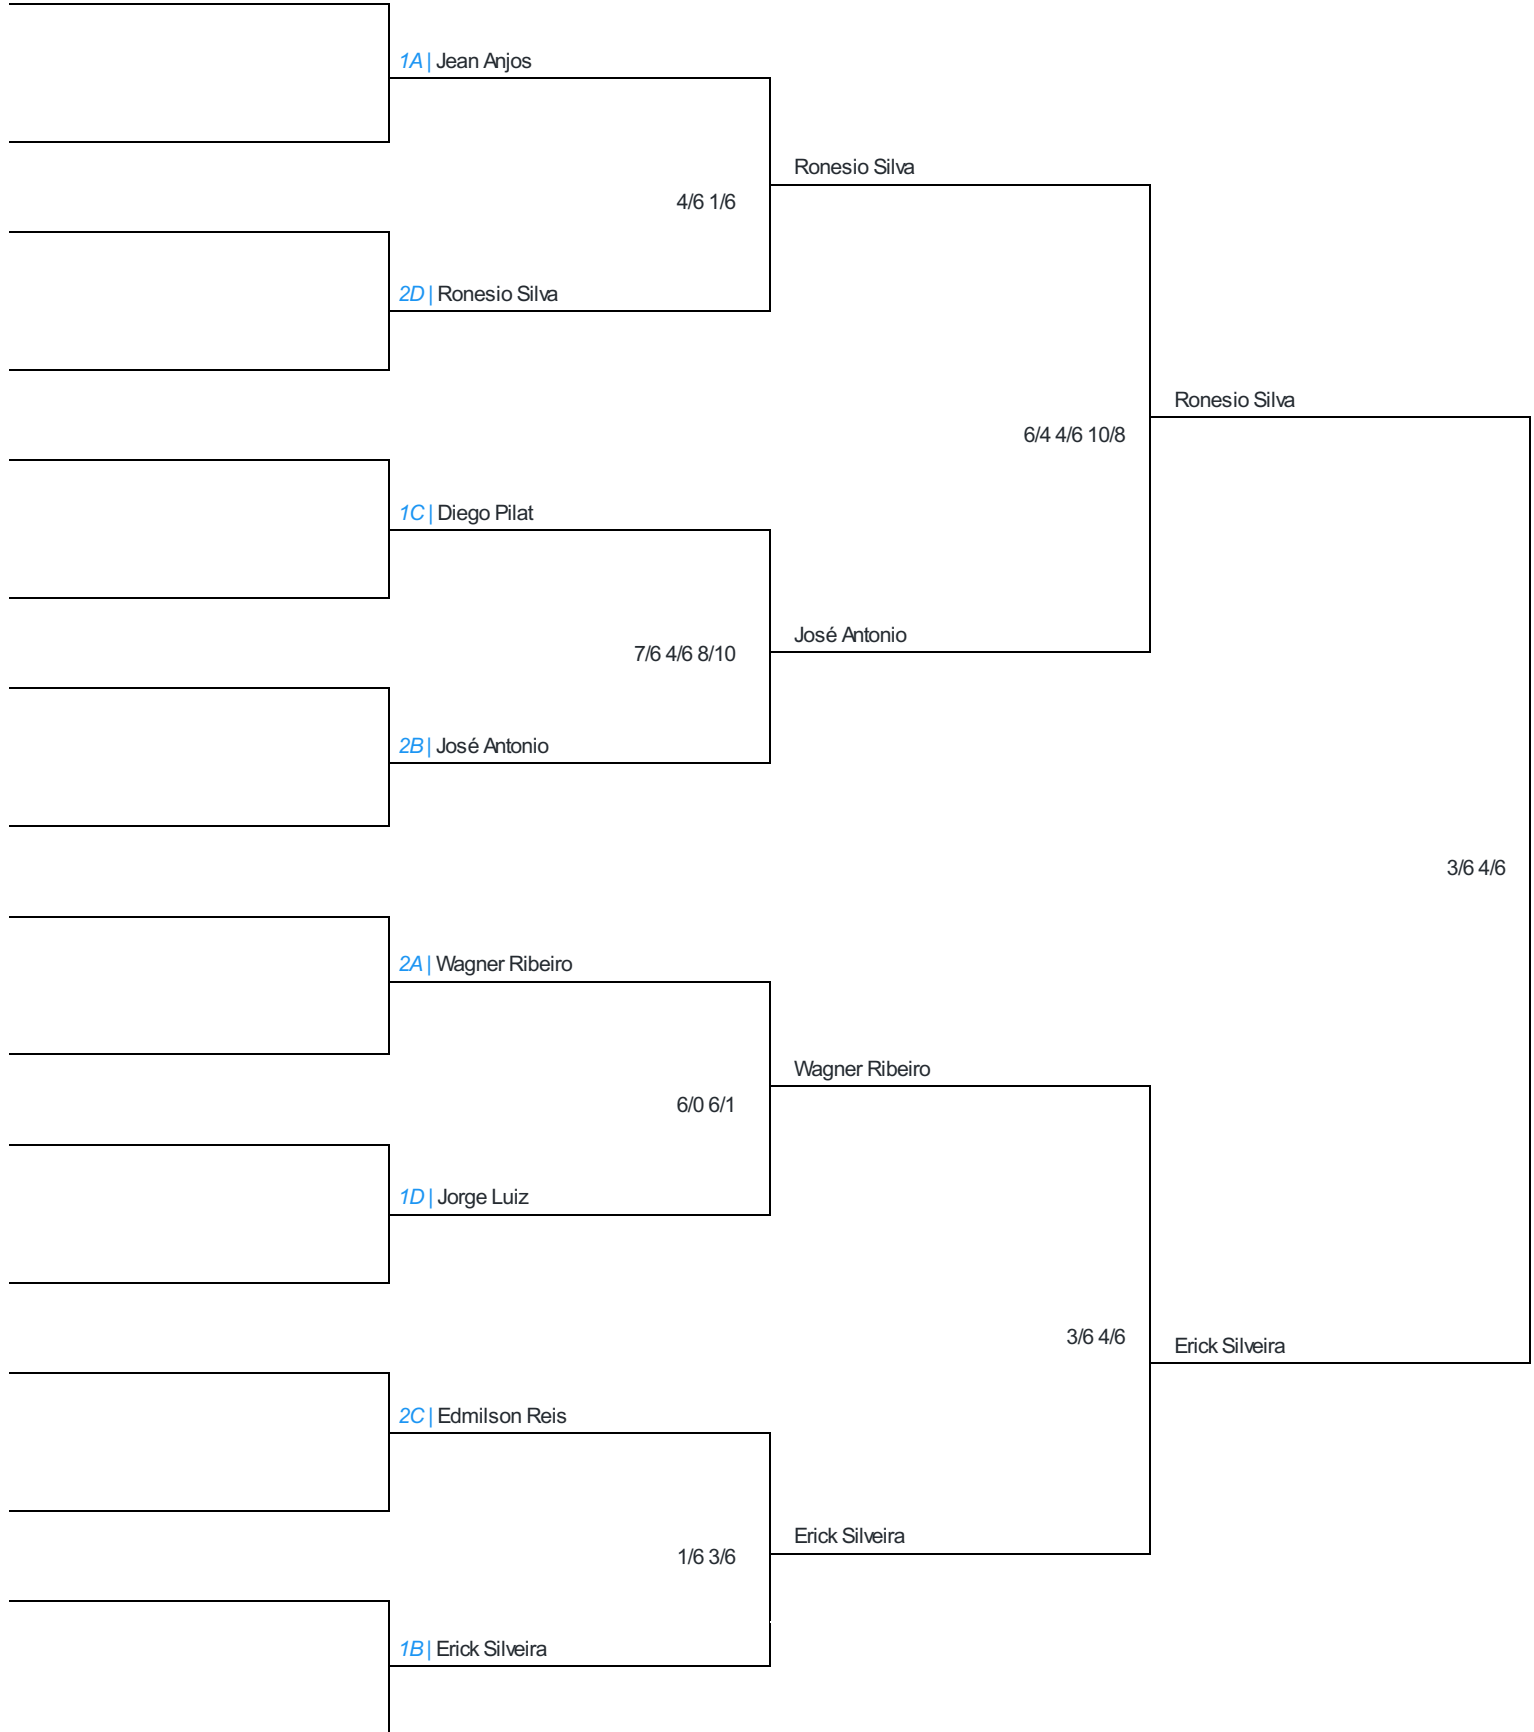 1A | Jean Anjos
Ronesio Silva
4/6 1/6
2D | Ronesio Silva
Ronesio Silva
6/4 4/6 10/8
1C | Diego Pilat
José Antonio
7/6 4/6 8/10
2B | José Antonio
3/6 4/6
2A | Wagner Ribeiro
Wagner Ribeiro
6/0 6/1
1D | Jorge Luiz
3/6 4/6
Erick Silveira
2C | Edmilson Reis
Erick Silveira
1/6 3/6
1B | Erick Silveira